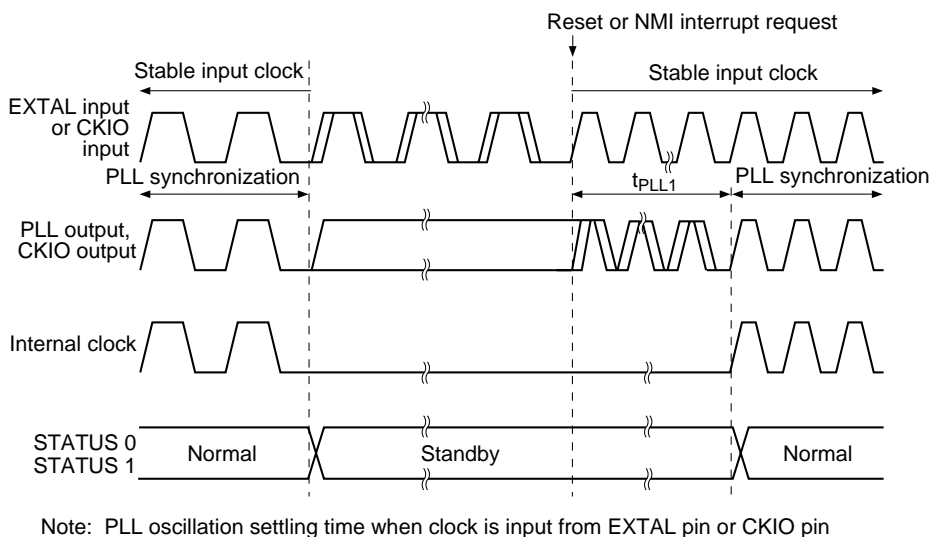 Reset or NMI interrupt request
Stable input clock
Stable input clock
EXTAL input
or CKIO
input
PLL synchronization
tPLL1
PLL synchronization
PLL output,
CKIO output
Internal clock
STATUS 0
STATUS 1
Normal
Standby
Normal
Note: PLL oscillation settling time when clock is input from EXTAL pin or CKIO pin